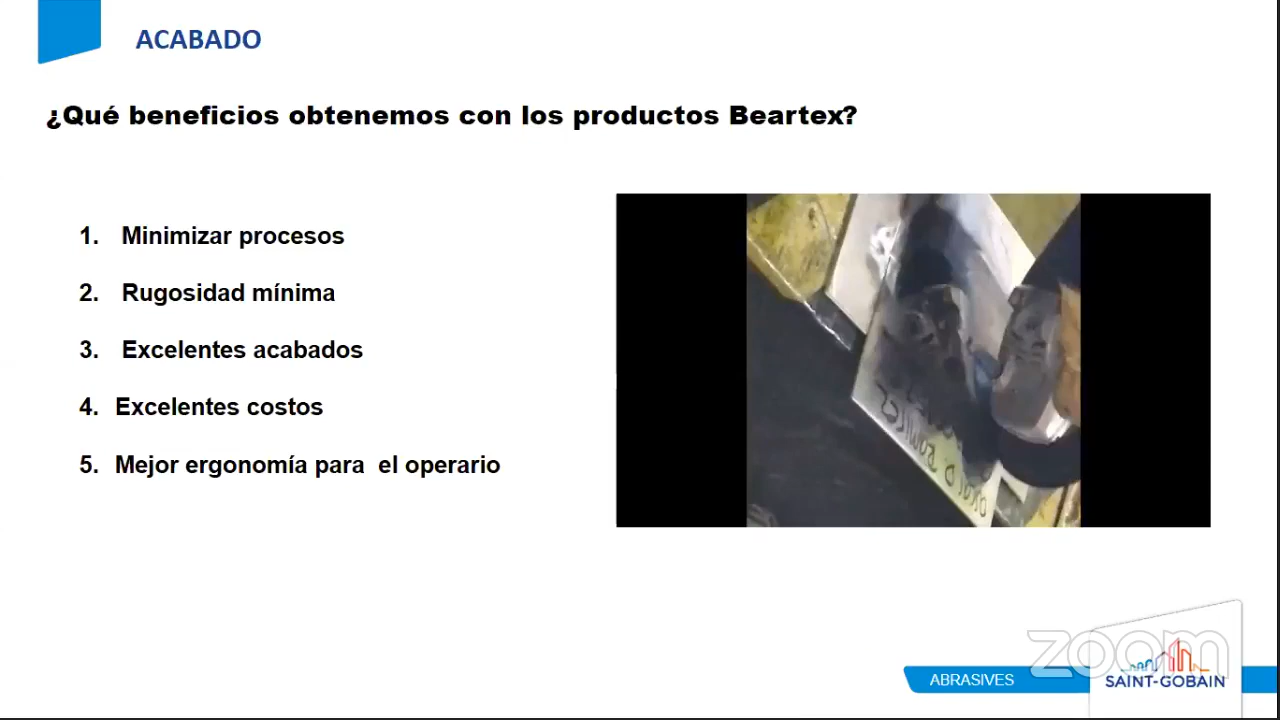 ACABADO
¿Qué beneficios obtenemos con los productos Beartex?
1. Minimizar procesos
2. Rugosidad mínima
3. Excelentes acabados
4. Excelentes costos
5. Mejor ergonomía para el operario
zoom
ABRASIVES
SAINT-GOBAIN